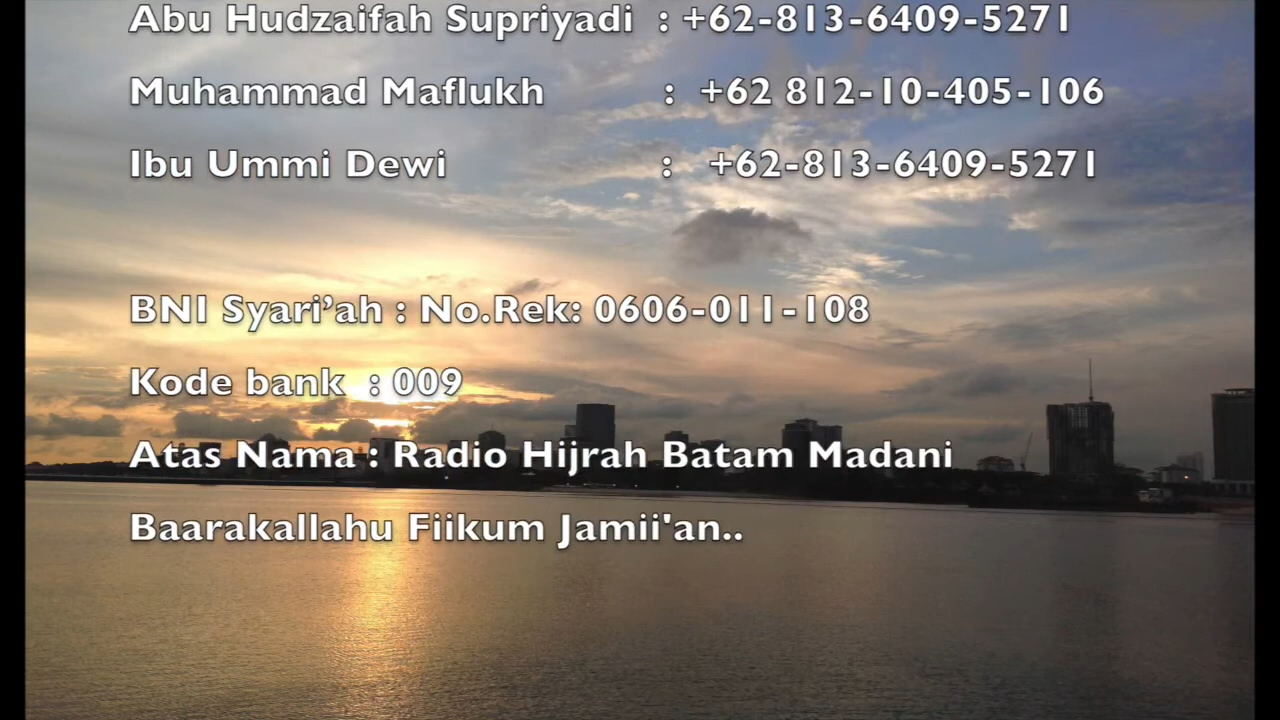 Abu Hudzaifah Supriyadi : +62-813-6409-5271
Muhammad Maflukh : +62 812-10-405-106
Ibu Ummi Dewi : +62-813-6409-5271
BNI Syari’ah : No.Rek: 0606-011-108
Kode bank : 009
Atas Nama : Radio Hijrah Batam Madani
Baarakallahu Fiikum Jamii'an..